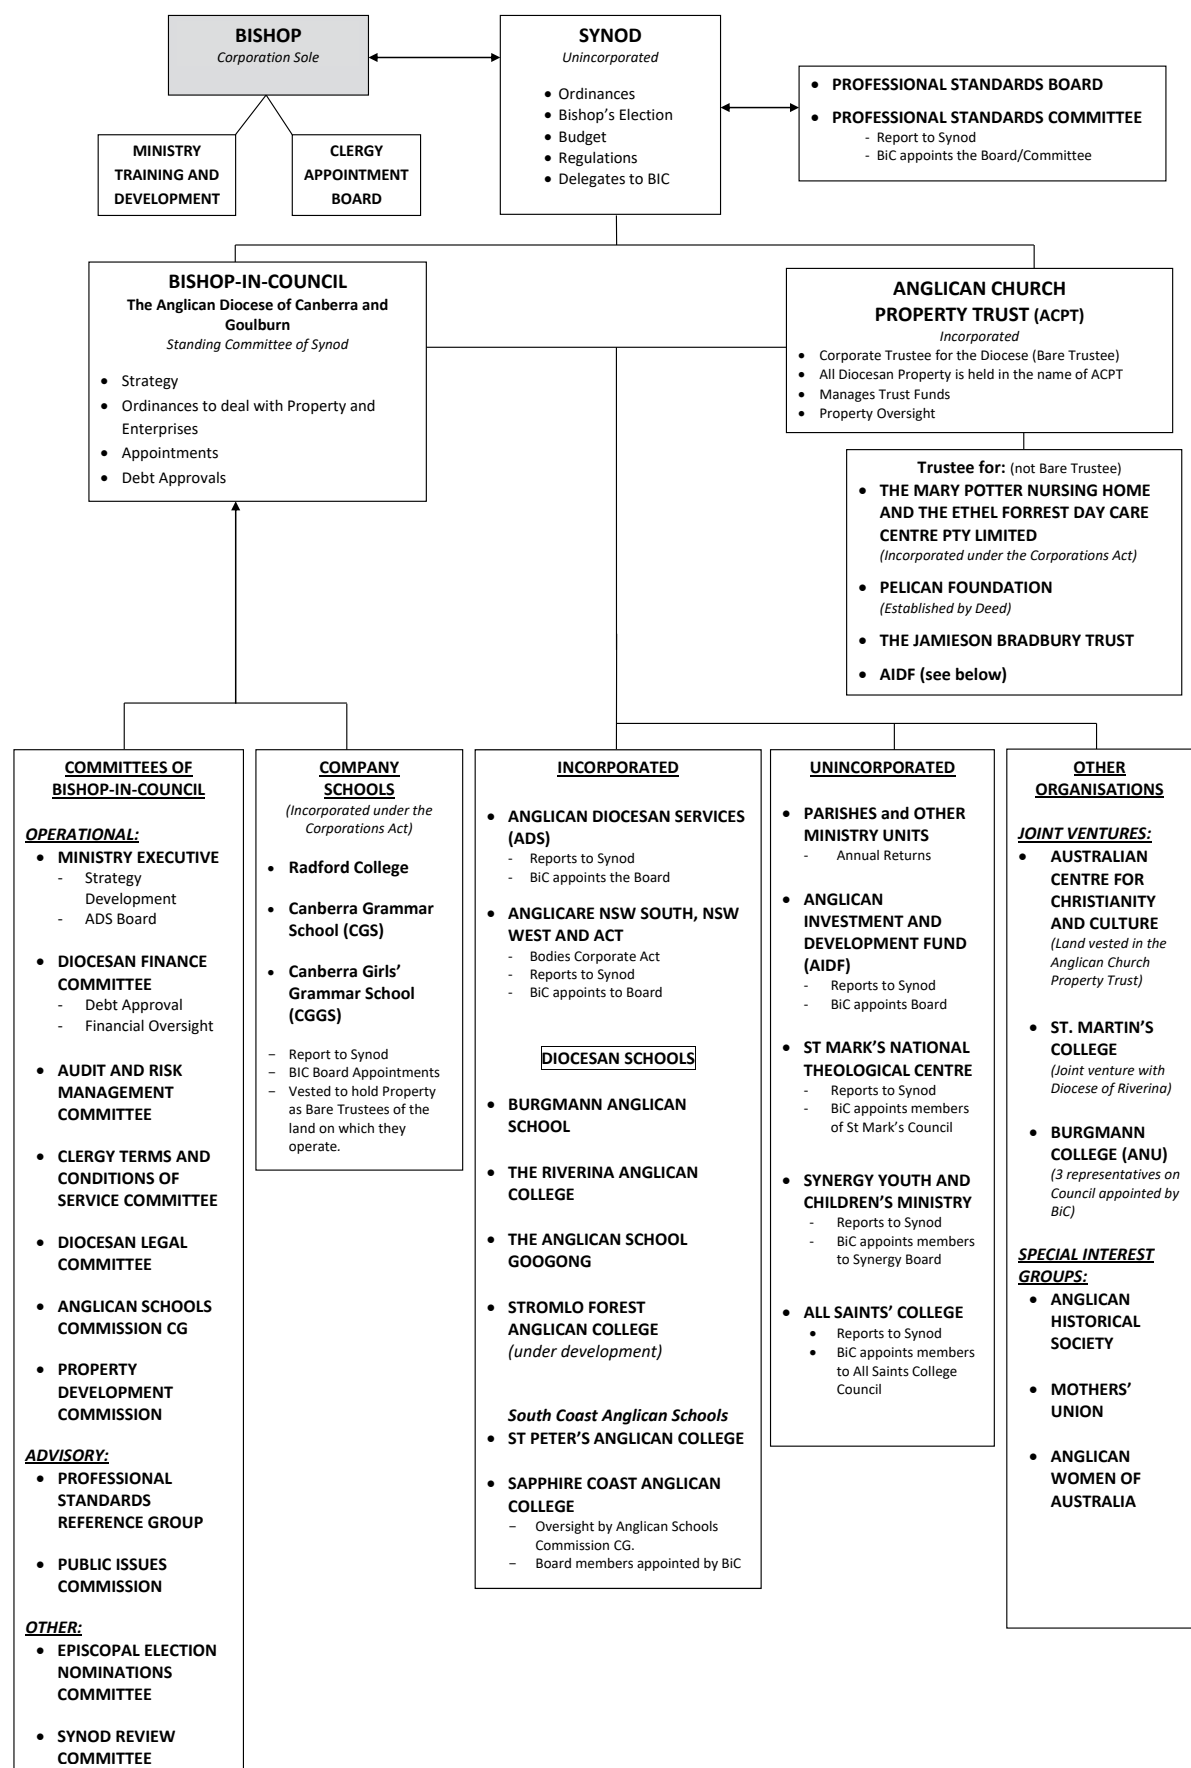 BISHOP
Corporation Sole
SYNOD
Unincorporated
• Ordinances
• Bishop's Election
• Budget
• Regulations
• Delegates to BIC
• PROFESSIONAL STANDARDS BOARD
• PROFESSIONAL STANDARDS COMMITTEE
- Report to Synod
- BiC appoints the Board/Committee
MINISTRY
TRAINING AND
DEVELOPMENT
CLERGY
APPOINTMENT
BOARD
BISHOP-IN-COUNCIL
The Anglican Diocese of Canberra and
Goulburn
Standing Committee of Synod
• Strategy
• Ordinances to deal with Property and
Enterprises
• Appointments
• Debt Approvals
ANGLICAN CHURCH
PROPERTY TRUST (ACPT)
Incorporated
• Corporate Trustee for the Diocese (Bare Trustee)
• All Diocesan Property is held in the name of ACPT
• Manages Trust Funds
• Property Oversight
Trustee for: (not Bare Trustee)
• THE MARY POTTER NURSING HOME
AND THE ETHEL FORREST DAY CARE
CENTRE PTY LIMITED
(Incorporated under the Corporations Act)
• PELICAN FOUNDATION
(Established by Deed)
• THE JAMIESON BRADBURY TRUST
• AIDF (see below)
COMMITTEES OF
BISHOP-IN-COUNCIL
OPERATIONAL:
• MINISTRY EXECUTIVE
- Strategy
Development
- ADS Board
• DIOCESAN FINANCE
COMMITTEE
- Debt Approval
- Financial Oversight
• AUDIT AND RISK
MANAGEMENT
COMMITTEE
• CLERGY TERMS AND
CONDITIONS OF
SERVICE COMMITTEE
• DIOCESAN LEGAL
COMMITTEE
• ANGLICAN SCHOOLS
COMMISSION CG
• PROPERTY
DEVELOPMENT
COMMISSION
ADVISORY:
• PROFESSIONAL
STANDARDS
REFERENCE GROUP
• PUBLIC ISSUES
COMMISSION
OTHER:
• EPISCOPAL ELECTION
NOMINATIONS
COMMITTEE
• SYNOD REVIEW
COMMITTEE
COMPANY
SCHOOLS
(Incorporated under the
Corporations Act)
• Radford College
• Canberra Grammar
School (CGS)
• Canberra Girls'
Grammar School
(CGGS)
– Report to Synod
– BIC Board Appointments
– Vested to hold Property
as Bare Trustees of the
land on which they
operate.
INCORPORATED
• ANGLICAN DIOCESAN SERVICES
(ADS)
- Reports to Synod
- BiC appoints the Board
• ANGLICARE NSW SOUTH, NSW
WEST AND ACT
- Bodies Corporate Act
- Reports to Synod
- BiC appoints to Board
DIOCESAN SCHOOLS
• BURGMANN ANGLICAN
SCHOOL
• THE RIVERINA ANGLICAN
COLLEGE
• THE ANGLICAN SCHOOL
GOOGONG
• STROMLO FOREST
ANGLICAN COLLEGE
(under development)
South Coast Anglican Schools
• ST PETER'S ANGLICAN COLLEGE
• SAPPHIRE COAST ANGLICAN
COLLEGE
– Oversight by Anglican Schools
Commission CG.
– Board members appointed by BiC
UNINCORPORATED
• PARISHES and OTHER
MINISTRY UNITS
- Annual Returns
• ANGLICAN
INVESTMENT AND
DEVELOPMENT FUND
(AIDF)
- Reports to Synod
- BiC appoints Board
• ST MARK'S NATIONAL
THEOLOGICAL CENTRE
- Reports to Synod
- BiC appoints members
of St Mark's Council
• SYNERGY YOUTH AND
CHILDREN'S MINISTRY
- Reports to Synod
- BiC appoints members
to Synergy Board
• ALL SAINTS' COLLEGE
• Reports to Synod
• BiC appoints members
to All Saints College
Council
OTHER
ORGANISATIONS
JOINT VENTURES:
• AUSTRALIAN
CENTRE FOR
CHRISTIANITY
AND CULTURE
(Land vested in the
Anglican Church
Property Trust)
• ST. MARTIN'S
COLLEGE
(Joint venture with
Diocese of Riverina)
• BURGMANN
COLLEGE (ANU)
(3 representatives on
Council appointed by
BiC)
SPECIAL INTEREST
GROUPS:
• ANGLICAN
HISTORICAL
SOCIETY
• MOTHERS'
UNION
• ANGLICAN
WOMEN OF
AUSTRALIA